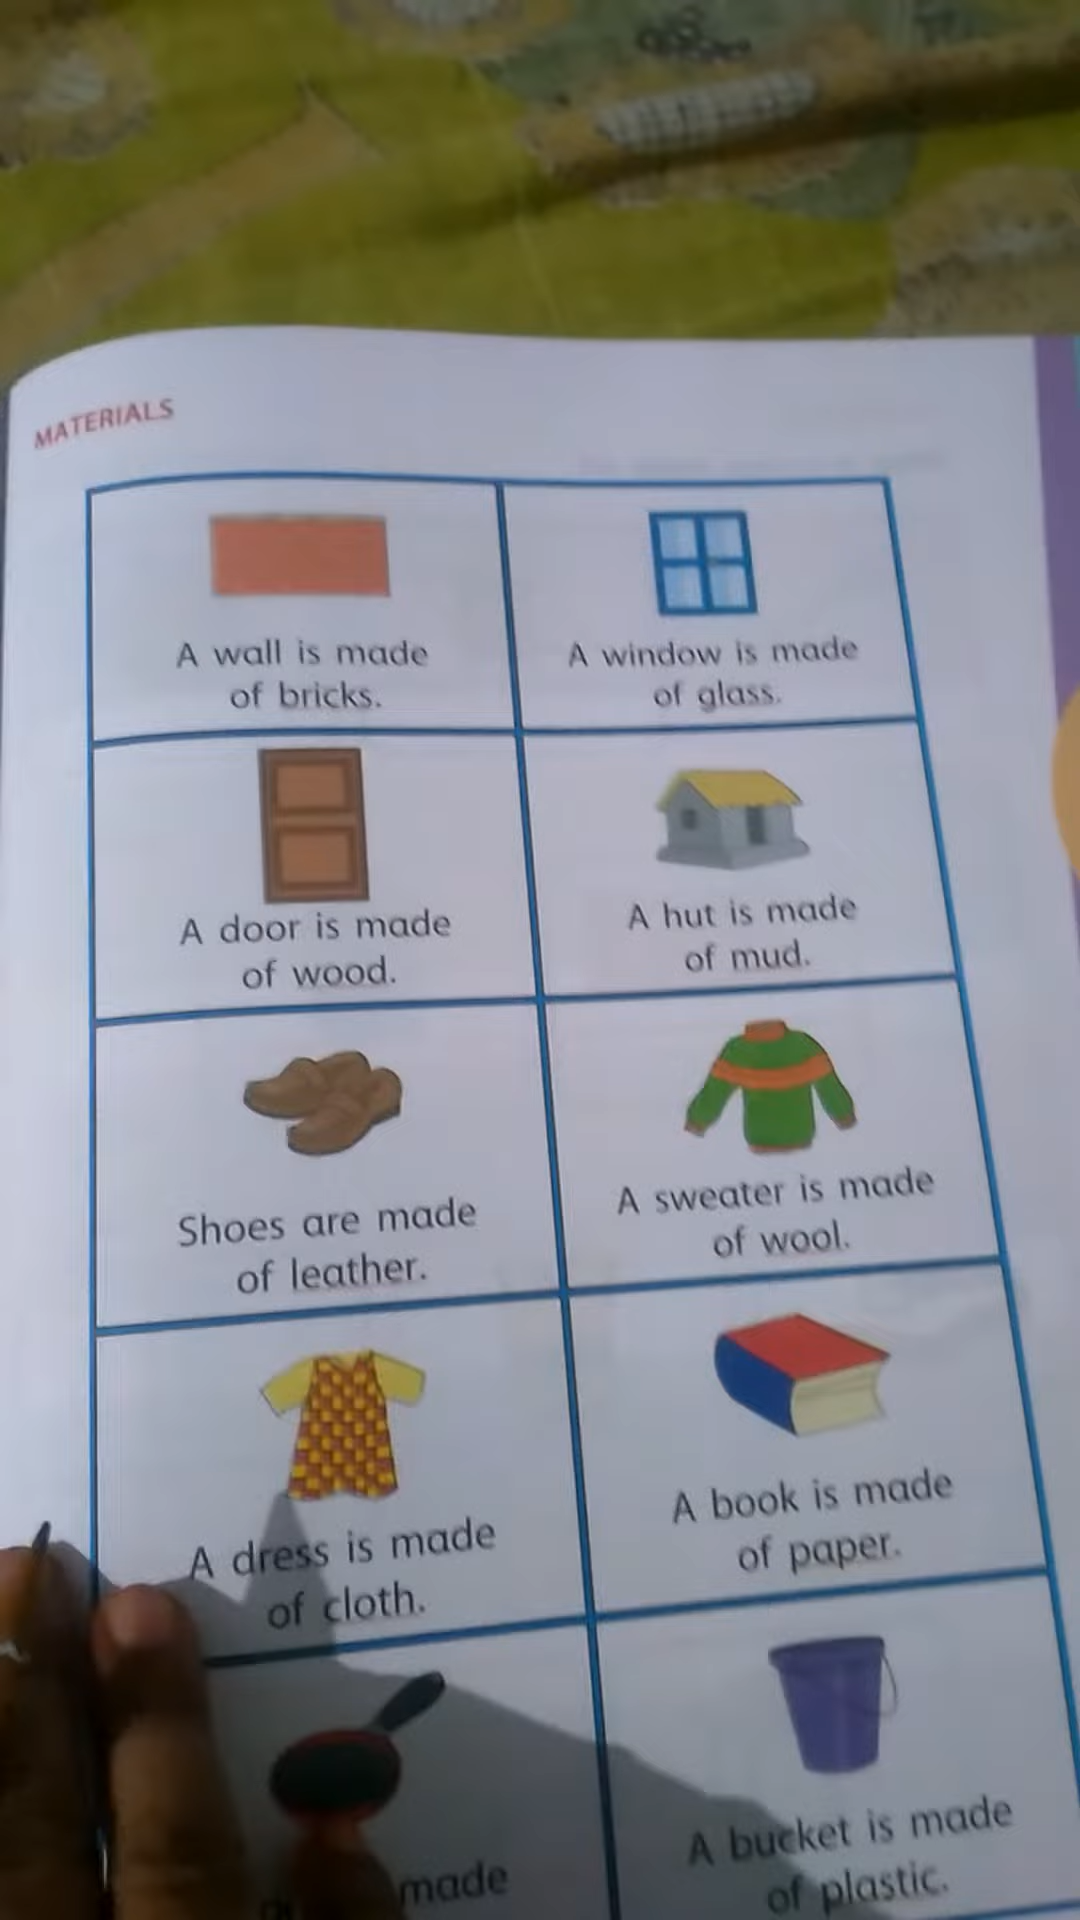 MATERIALS
A wall is made
of bricks.
A window is made
of glass.
A door is made
of wood.
A hut is made
of mud.
Shoes are made
of leather.
A sweater is made
of wool.
A dress is made
of cloth.
A book is made
of paper.
made
A bucket is made
of plastic.